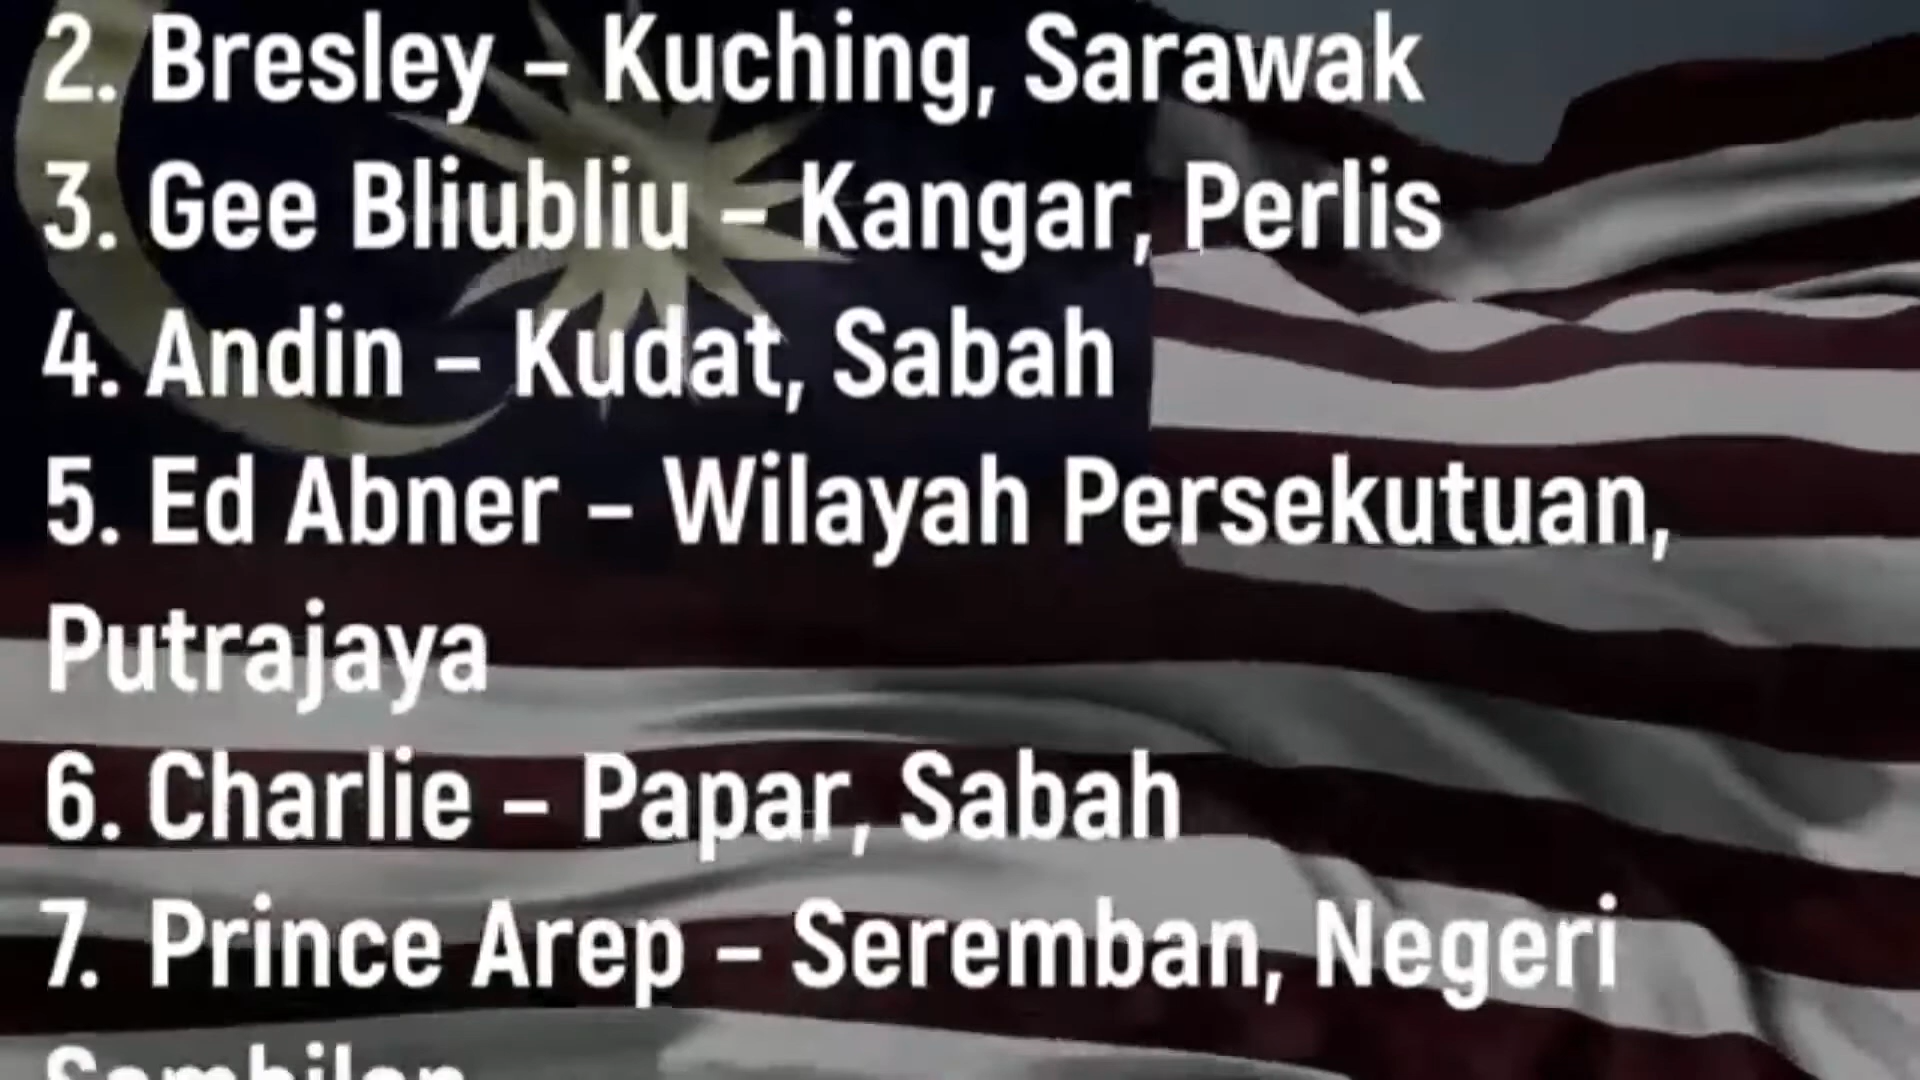 2. Bresley – Kuching, Sarawak
3. Gee Bliubliu – Kangar, Perlis
4. Andin – Kudat, Sabah
5. Ed Abner – Wilayah Persekutuan,
Putrajaya
6. Charlie – Papar, Sabah
7. Prince Arep – Seremban, Negeri
Sembilan